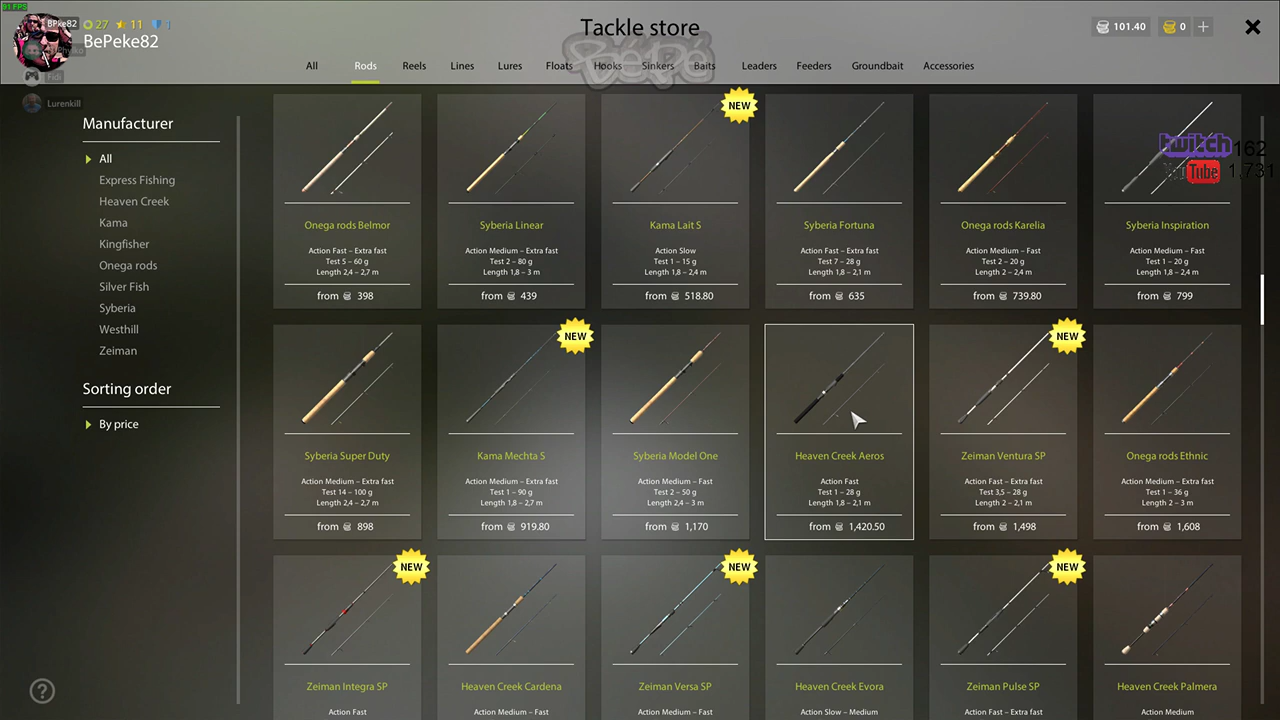 91 FPS
BPke82
27
11
1
BePeke82
Fidi
Lurenkill
Tackle store
BéPé
101.40
0
All
Rods
Reels
Lines
Lures
Floats
Hooks
Sinkers
Baits
Leaders
Feeders
Groundbait
Accessories
twitch 162
YouTube 1,731
Manufacturer
All
Express Fishing
Heaven Creek
Kama
Kingfisher
Onega rods
Silver Fish
Syberia
Westhill
Zeiman
Sorting order
By price
Onega rods Belmor
Action Fast – Extra fast
Test 5 – 60 g
Length 2,4 – 2,7 m
from 398
Syberia Linear
Action Medium – Extra fast
Test 2 – 80 g
Length 1,8 – 3 m
from 439
NEW
Kama Lait S
Action Slow
Test 1 – 15 g
Length 1,8 – 2,4 m
from 518.80
Syberia Fortuna
Action Fast – Extra fast
Test 7 – 28 g
Length 1,8 – 2,1 m
from 635
Onega rods Karelia
Action Medium – Fast
Test 2 – 20 g
Length 2 – 2,4 m
from 739.80
Syberia Inspiration
Action Medium – Fast
Test 1 – 20 g
Length 1,8 – 2,4 m
from 799
Syberia Super Duty
Action Medium – Extra fast
Test 14 – 100 g
Length 2,4 – 2,7 m
from 898
NEW
Kama Mechta S
Action Medium – Extra fast
Test 1 – 90 g
Length 1,8 – 2,7 m
from 919.80
Syberia Model One
Action Medium – Fast
Test 2 – 50 g
Length 2,4 – 3 m
from 1,170
Heaven Creek Aeros
Action Fast
Test 1 – 28 g
Length 1,8 – 2,1 m
from 1,420.50
NEW
Zeiman Ventura SP
Action Fast – Extra fast
Test 3,5 – 28 g
Length 2 – 2,1 m
from 1,498
Onega rods Ethnic
Action Medium – Extra fast
Test 1 – 36 g
Length 2 – 3 m
from 1,608
NEW
Zeiman Integra SP
Action Fast
Heaven Creek Cardena
Action Medium – Fast
NEW
Zeiman Versa SP
Action Medium – Fast
Heaven Creek Evora
Action Slow – Medium
NEW
Zeiman Pulse SP
Action Fast – Extra fast
Heaven Creek Palmera
Action Medium
?